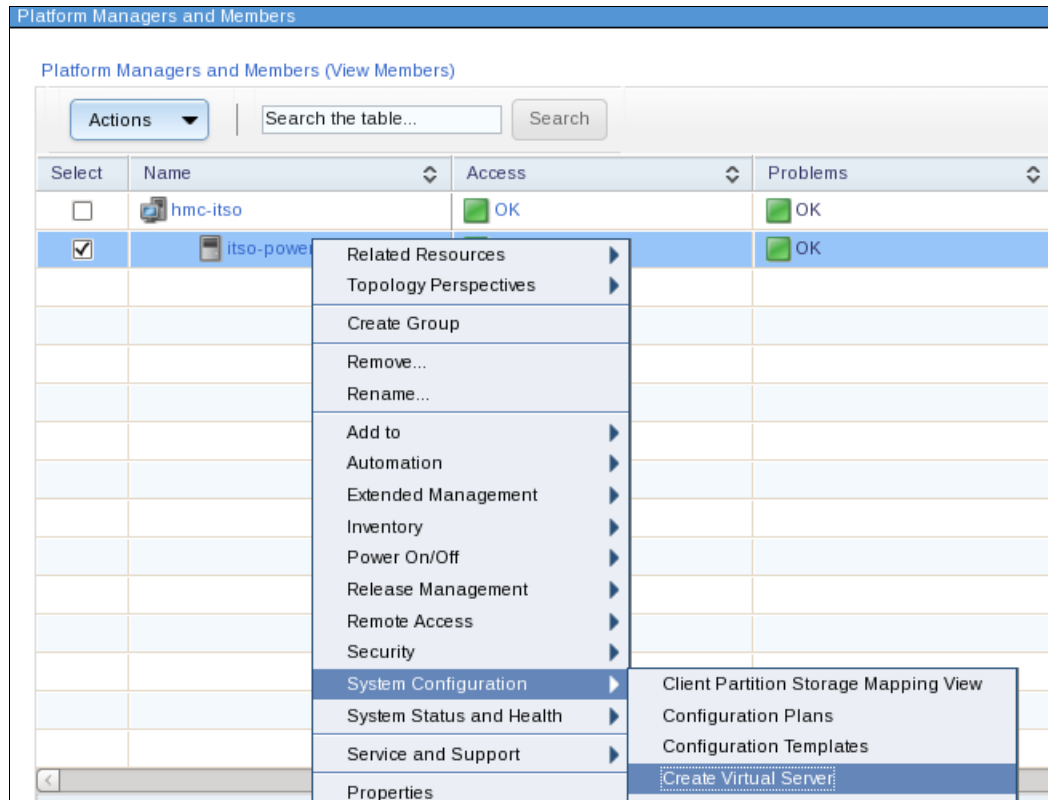 Platform Managers and Members
Platform Managers and Members (View Members)
Actions Search the table... Search
Select Name Access Problems
hmc-itso OK OK
itso-power OK
Related Resources
Topology Perspectives
Create Group
Remove...
Rename...
Add to
Automation
Extended Management
Inventory
Power On/Off
Release Management
Remote Access
Security
System Configuration Client Partition Storage Mapping View
System Status and Health Configuration Plans
Configuration Templates
Service and Support
Create Virtual Server
Properties